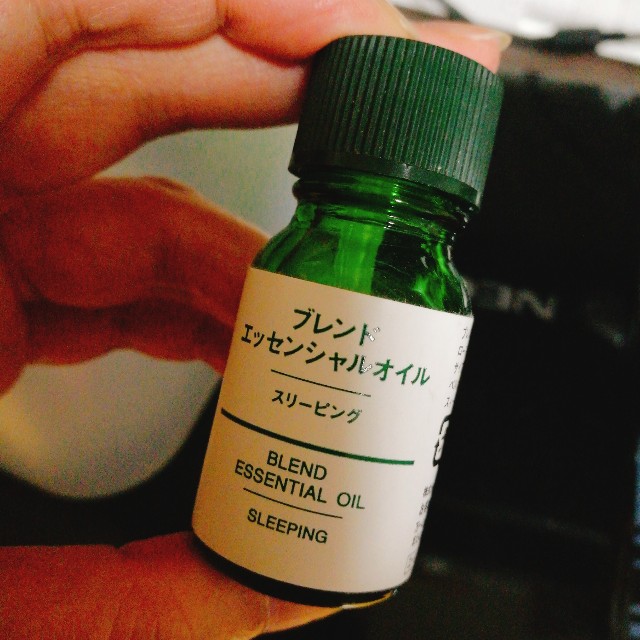 ブレンド
エッセンシャルオイル
スリーピング
BLEND
ESSENTIAL OIL
SLEEPING